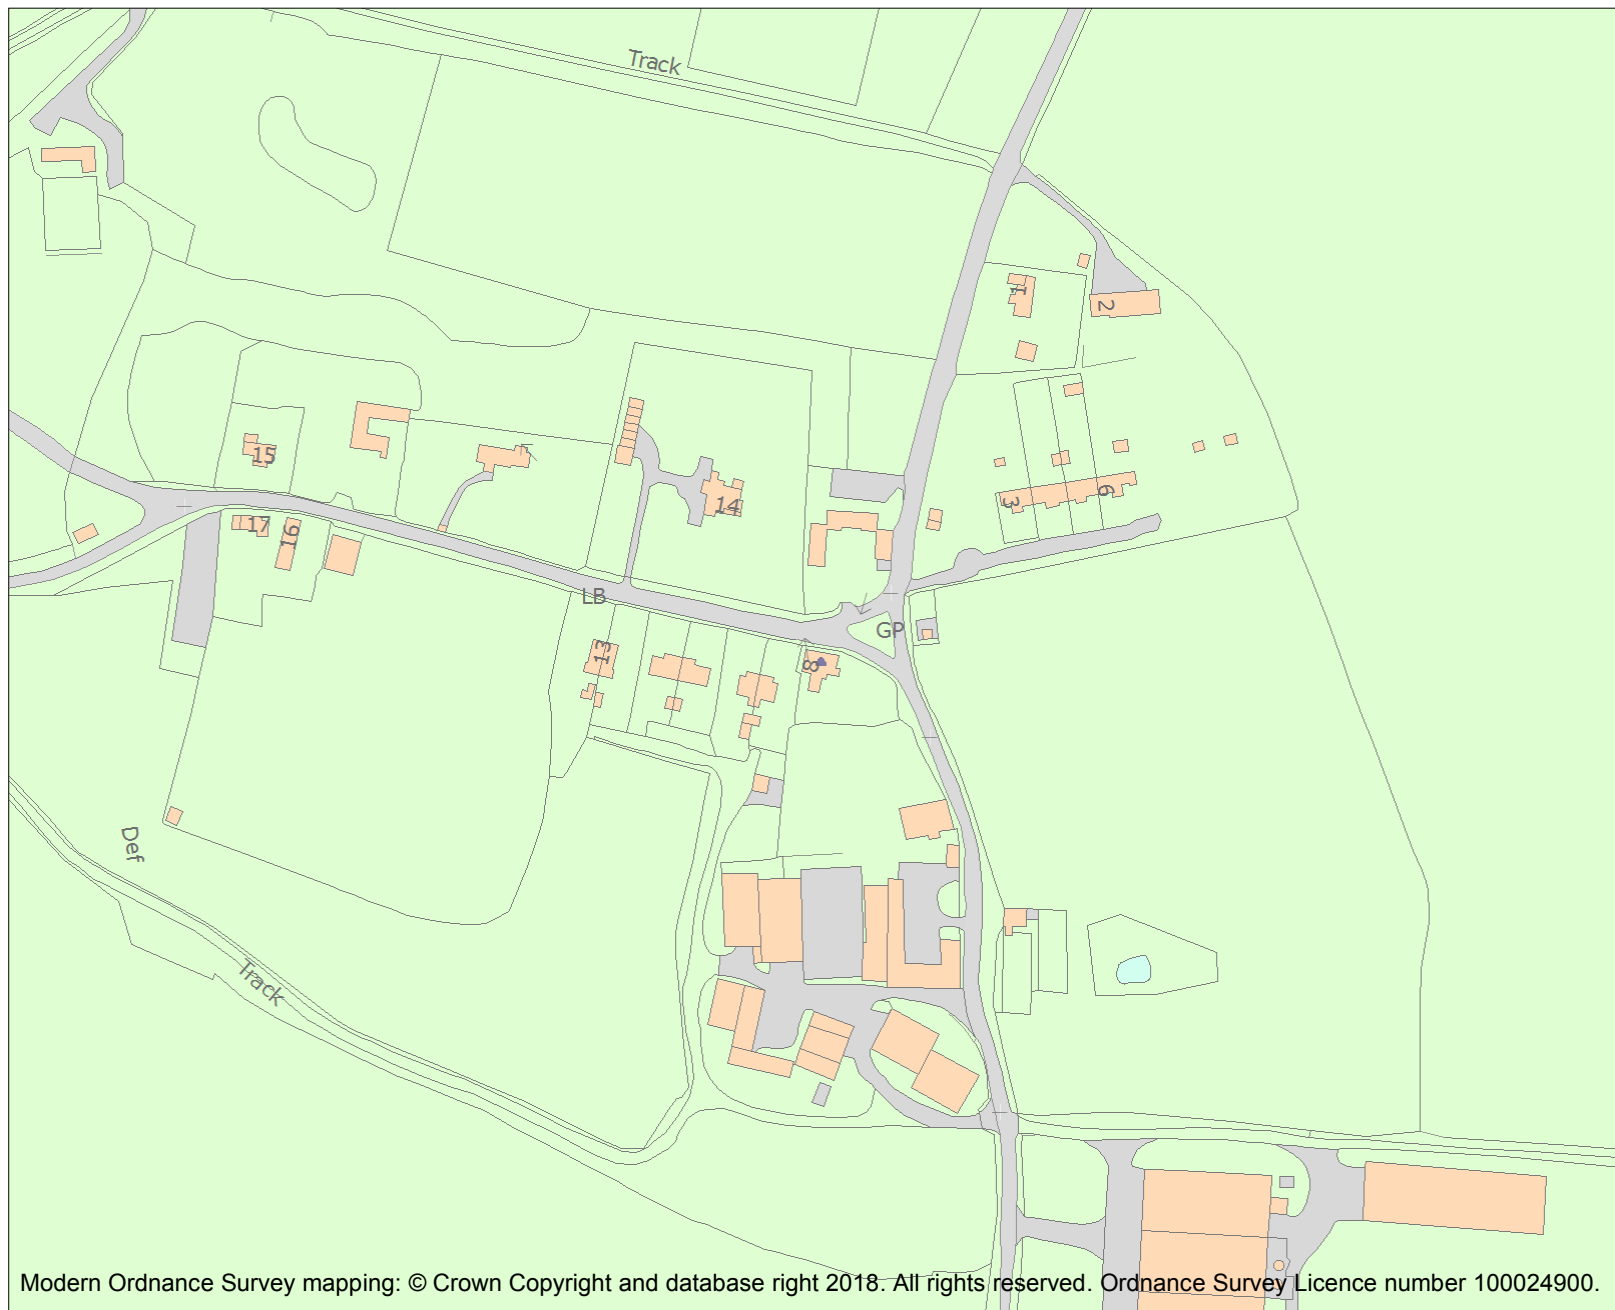 Track
1
2
15
14
3
6
17
16
LB
GP
13
8
Def
Track
Modern Ordnance Survey mapping: © Crown Copyright and database right 2018. All rights reserved. Ordnance Survey Licence number 100024900.